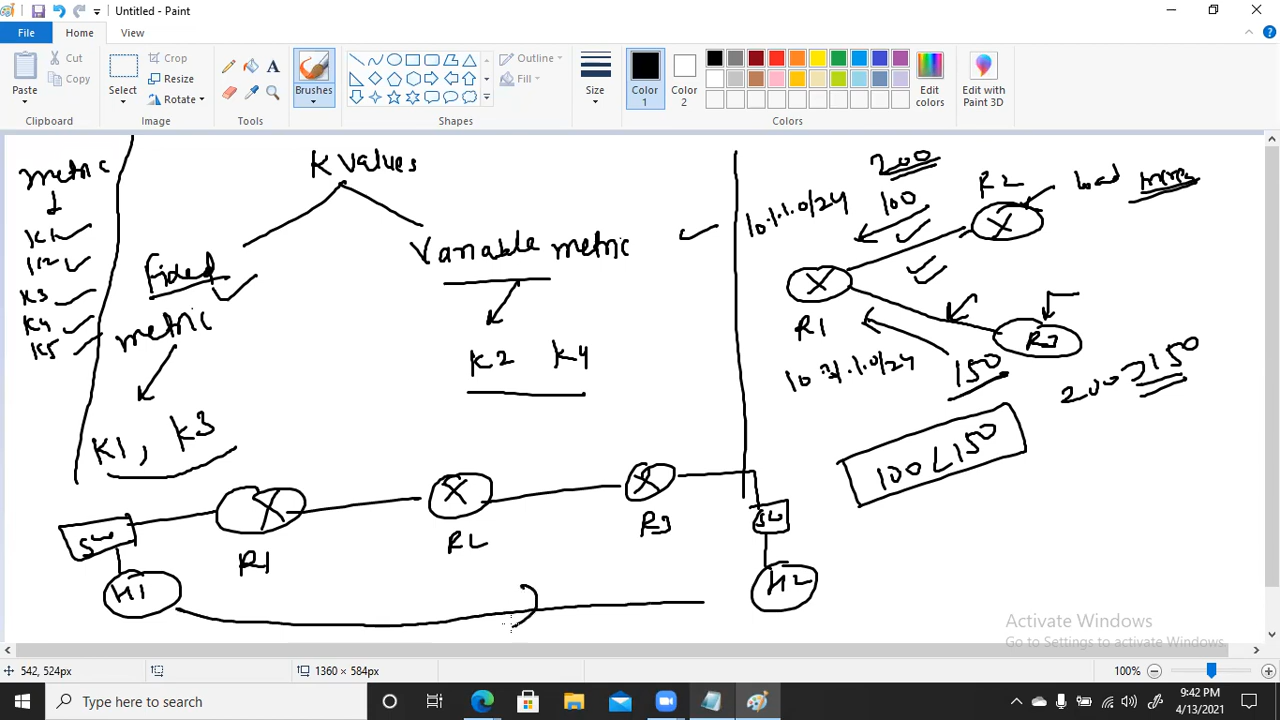 Untitled - Paint
File
Home
View
Paste
Cut
Copy
Clipboard
Select
Crop
Resize
Rotate
Image
Tools
Brushes
Shapes
Outline
Fill
Size
Color 1
Color 2
Edit colors
Edit with Paint 3D
Colors
metric
K1
K2
K3
K4
K5
K Values
Fixed
metric
K1, K3
Variable metric
K2 K4
200
100
10.1.1.0/24
R2
load
R1
R3
10.1.1.0/24
150
200>150
100<150
SW
R1
R2
R3
SW
H1
H2
Activate Windows
Go to Settings to activate Windows.
542, 524px
1360 × 584px
100%
Type here to search
9:42 PM
4/13/2021